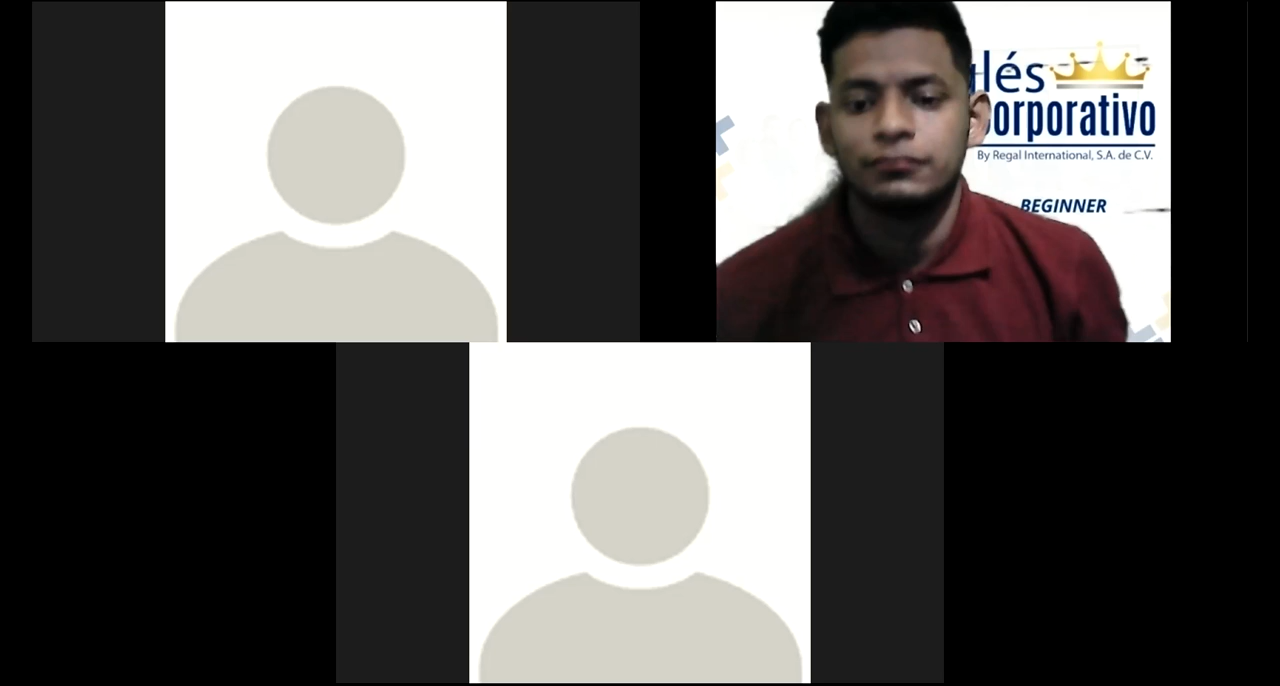 lés
orporativo
By Regal International, S.A. de C.V.
BEGINNER